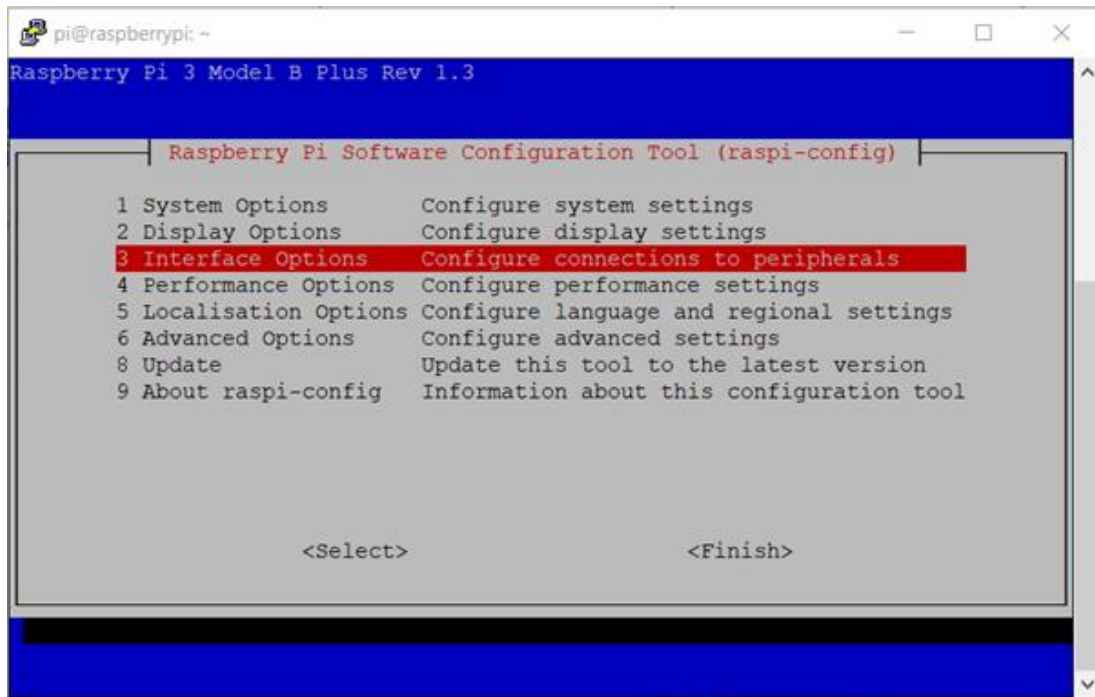 pi@raspberrypi: ~
Raspberry Pi 3 Model B Plus Rev 1.3
Raspberry Pi Software Configuration Tool (raspi-config)
1 System Options Configure system settings
2 Display Options Configure display settings
3 Interface Options Configure connections to peripherals
4 Performance Options Configure performance settings
5 Localisation Options Configure language and regional settings
6 Advanced Options Configure advanced settings
8 Update Update this tool to the latest version
9 About raspi-config Information about this configuration tool
<Select> <Finish>